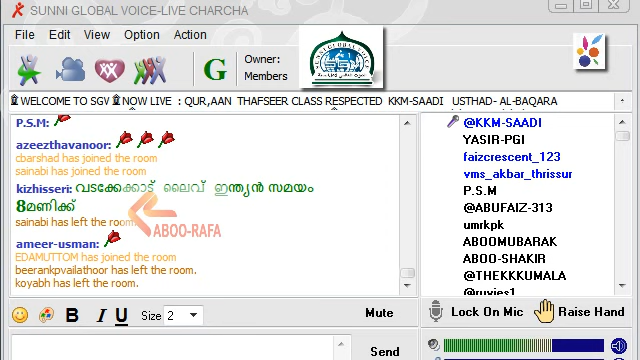 SUNNI GLOBAL VOICE-LIVE CHARCHA
File Edit View Option Action
G Owner:
Members
SUNNI GLOBAL VOICE
WELCOME TO SGV NOW LIVE : QUR,AAN THAFSEER CLASS RESPECTED KKM-SAADI USTHAD- AL-BAQARA
P.S.M:
azeezthavanoor:
cbarshad has joined the room
sainabi has joined the room
kizhisseri: വടക്കേക്കാട് ലൈവ് ഇന്ത്യൻ സമയം
8മണിക്ക്
sainabi has left the room.
ABOO-RAFA
ameer-usman:
EDAMUTTOM has joined the room
beerankpvailathoor has left the room.
koyabh has left the room.
@KKM-SAADI
YASIR-PGI
faizcrescent_123
vms_akbar_thrissur
P.S.M
@ABUFAIZ-313
umrkpk
ABOOMUBARAK
ABOO-SHAKIR
@THEKKKUMALA
@ruyies1
B I U Size 2 Mute
Lock On Mic Raise Hand
Send